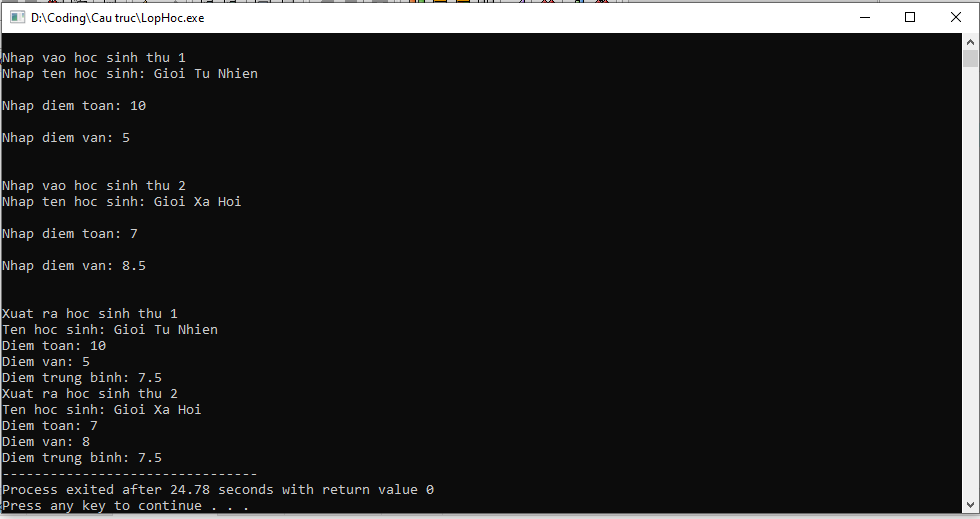 D:\Coding\Cau truc\LopHoc.exe
Nhap vao hoc sinh thu 1
Nhap ten hoc sinh: Gioi Tu Nhien
Nhap diem toan: 10
Nhap diem van: 5
Nhap vao hoc sinh thu 2
Nhap ten hoc sinh: Gioi Xa Hoi
Nhap diem toan: 7
Nhap diem van: 8.5
Xuat ra hoc sinh thu 1
Ten hoc sinh: Gioi Tu Nhien
Diem toan: 10
Diem van: 5
Diem trung binh: 7.5
Xuat ra hoc sinh thu 2
Ten hoc sinh: Gioi Xa Hoi
Diem toan: 7
Diem van: 8
Diem trung binh: 7.5
--------------------------------
Process exited after 24.78 seconds with return value 0
Press any key to continue . . .